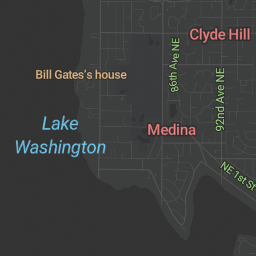 Clyde Hill
86th Ave NE
Bill Gates's house
92nd Ave NE
Lake
Washington
Medina
NE 1st St